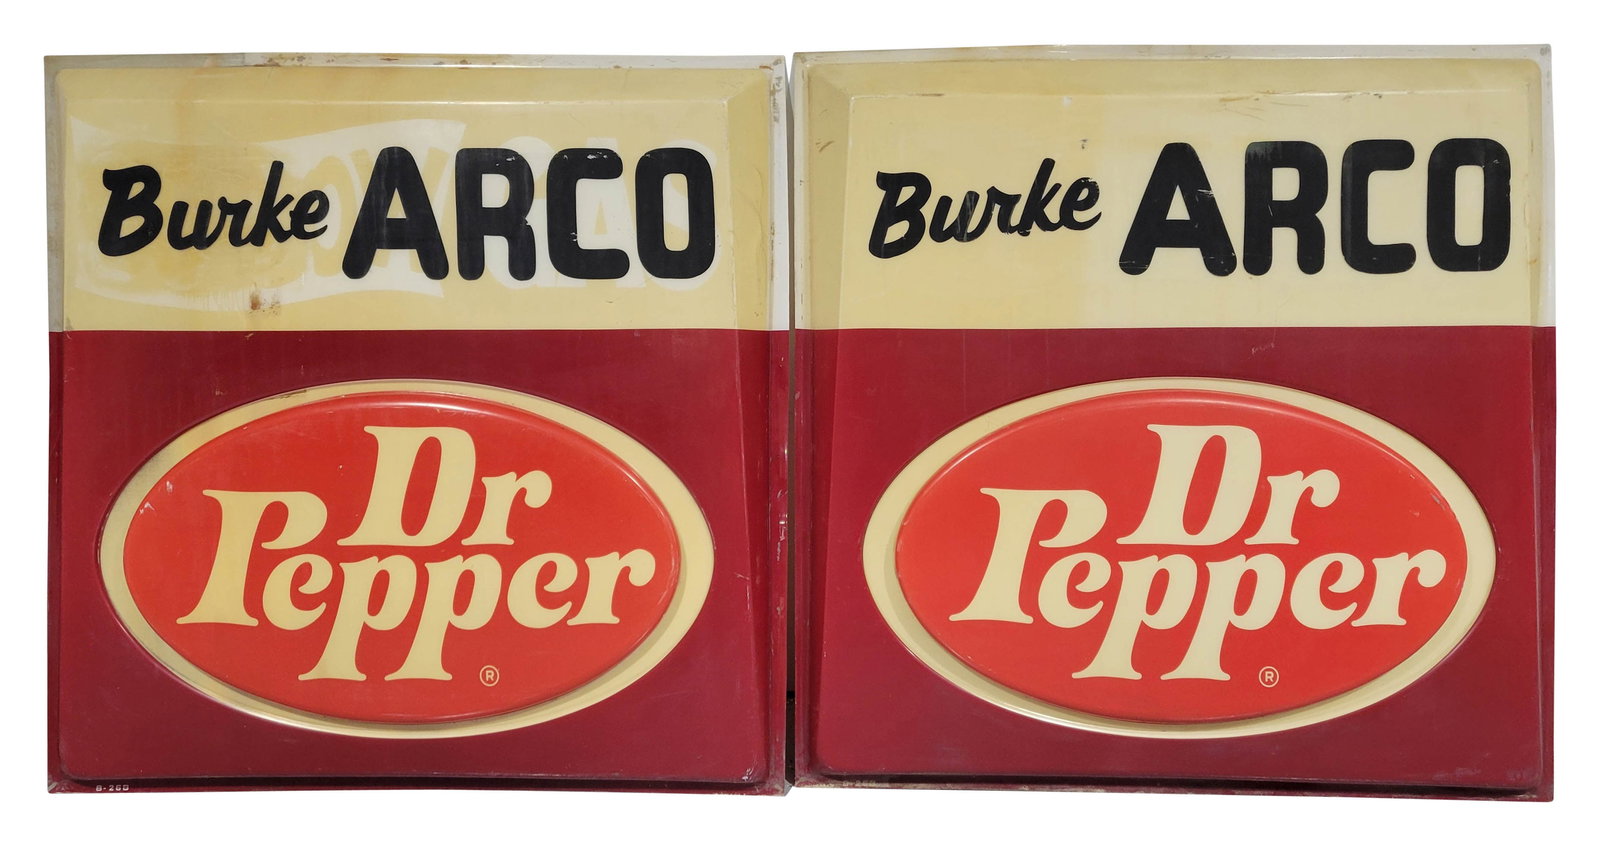 Burke ARCO
Dr
Pepper
®
Burke ARCO
Dr
Pepper
®